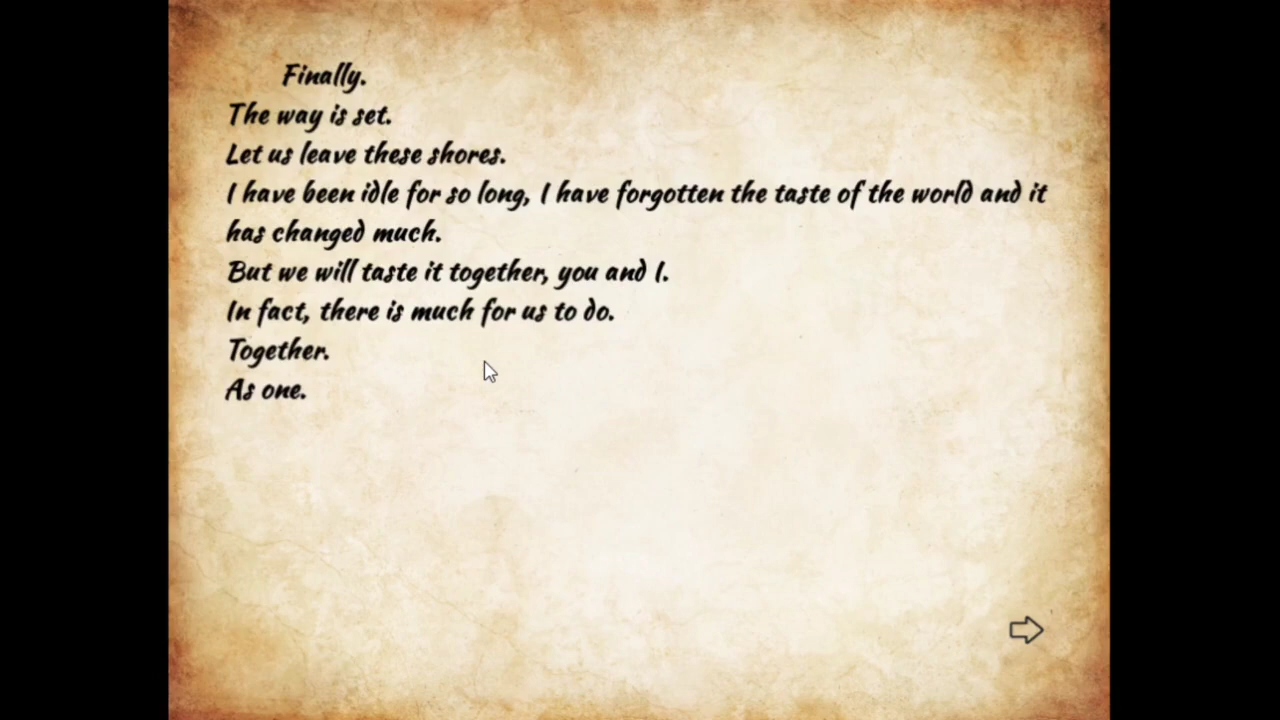 Finally.
The way is set.
Let us leave these shores.
I have been idle for so long, I have forgotten the taste of the world and it
has changed much.
But we will taste it together, you and I.
In fact, there is much for us to do.
Together.
As one.